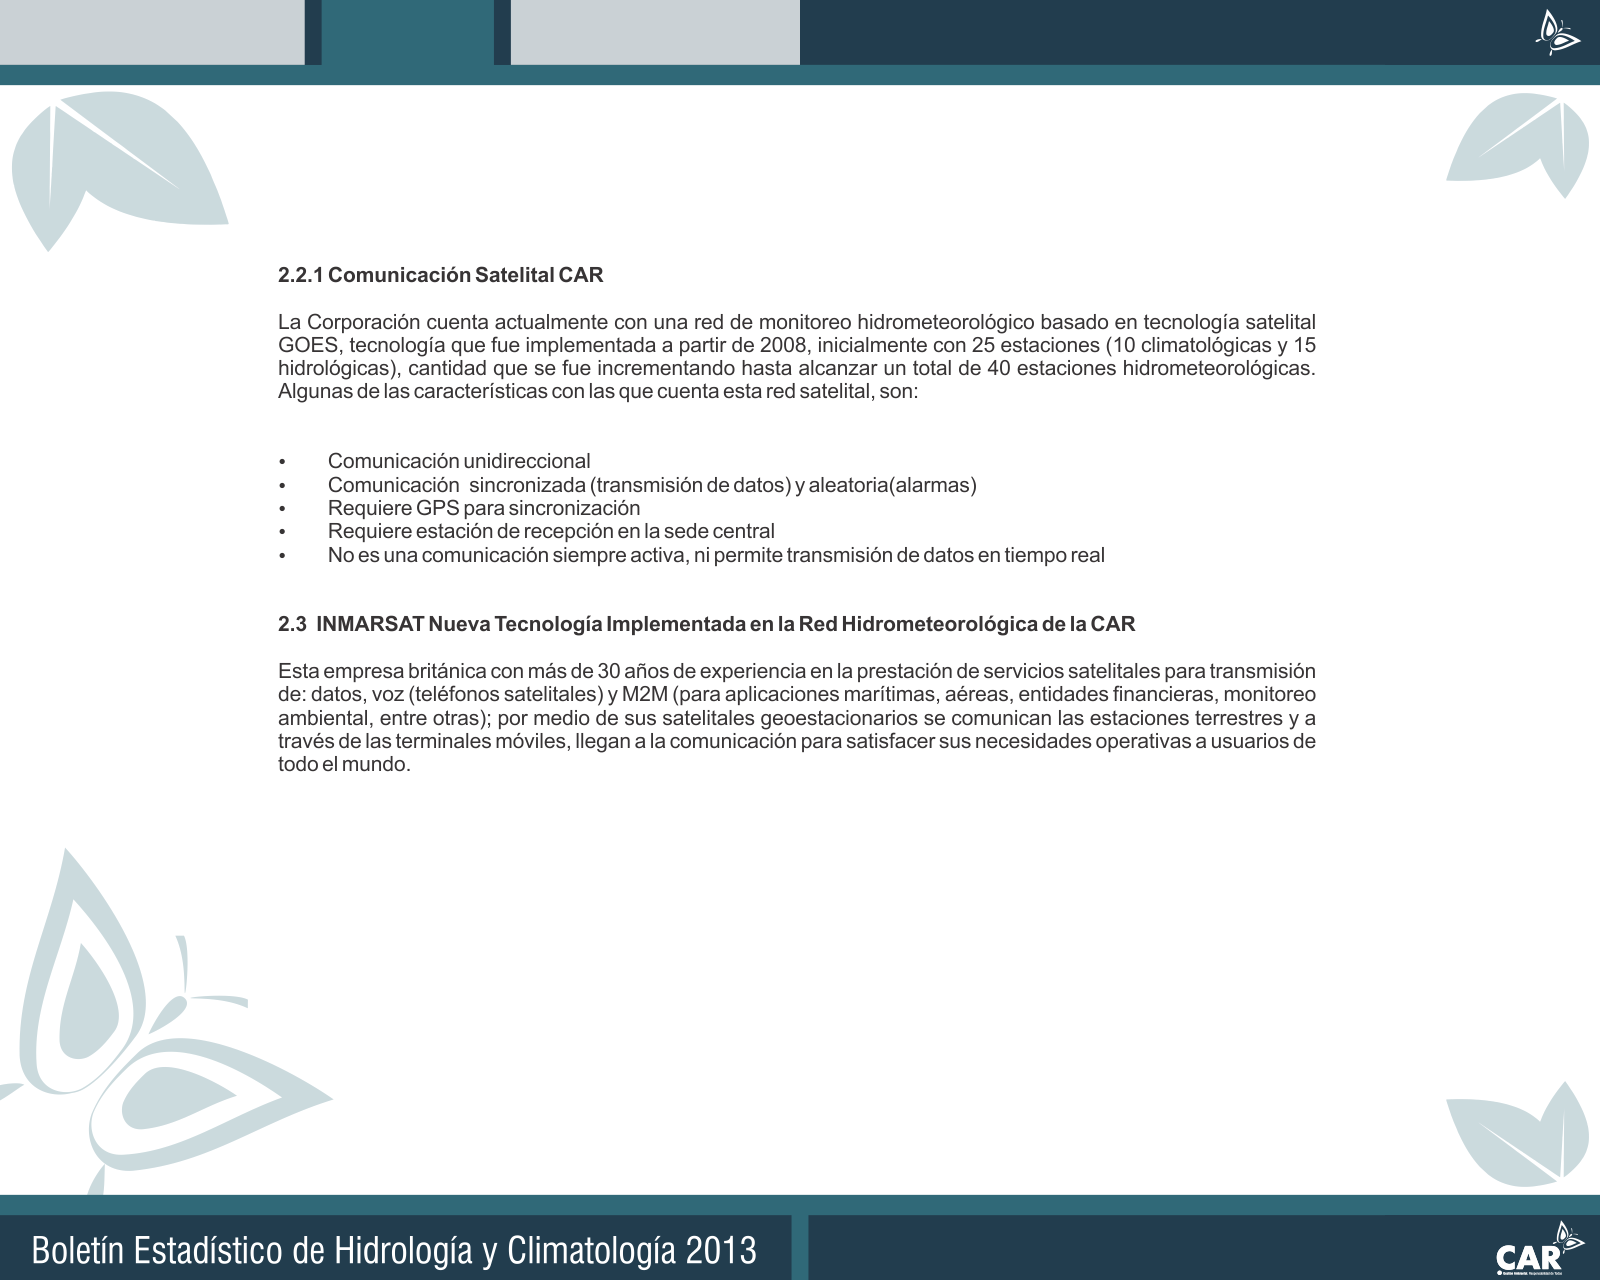 2.2.1 Comunicación Satelital CAR
La Corporación cuenta actualmente con una red de monitoreo hidrometeorológico basado en tecnología satelital
GOES, tecnología que fue implementada a partir de 2008, inicialmente con 25 estaciones (10 climatológicas y 15
hidrológicas), cantidad que se fue incrementando hasta alcanzar un total de 40 estaciones hidrometeorológicas.
Algunas de las características con las que cuenta esta red satelital, son:
• Comunicación unidireccional
• Comunicación sincronizada (transmisión de datos) y aleatoria(alarmas)
• Requiere GPS para sincronización
• Requiere estación de recepción en la sede central
• No es una comunicación siempre activa, ni permite transmisión de datos en tiempo real
2.3 INMARSAT Nueva Tecnología Implementada en la Red Hidrometeorológica de la CAR
Esta empresa británica con más de 30 años de experiencia en la prestación de servicios satelitales para transmisión
de: datos, voz (teléfonos satelitales) y M2M (para aplicaciones marítimas, aéreas, entidades financieras, monitoreo
ambiental, entre otras); por medio de sus satelitales geoestacionarios se comunican las estaciones terrestres y a
través de las terminales móviles, llegan a la comunicación para satisfacer sus necesidades operativas a usuarios de
todo el mundo.
Boletín Estadístico de Hidrología y Climatología 2013
CAR